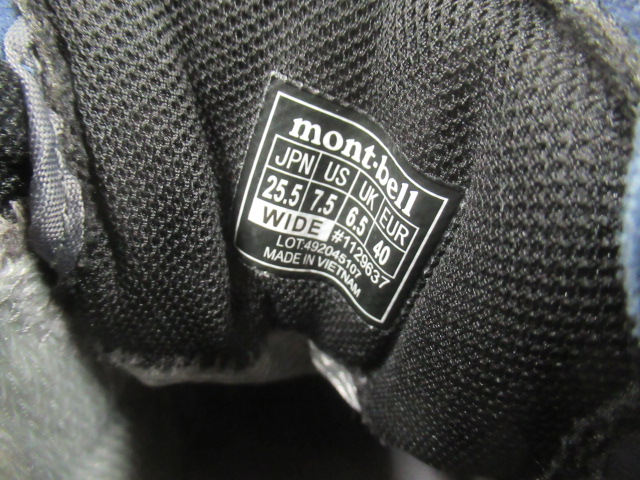 mont-bell
JPN US UK EUR
25.5 7.5 6.5 40
WIDE #1129637
LOT:492045107
MADE IN VIETNAM